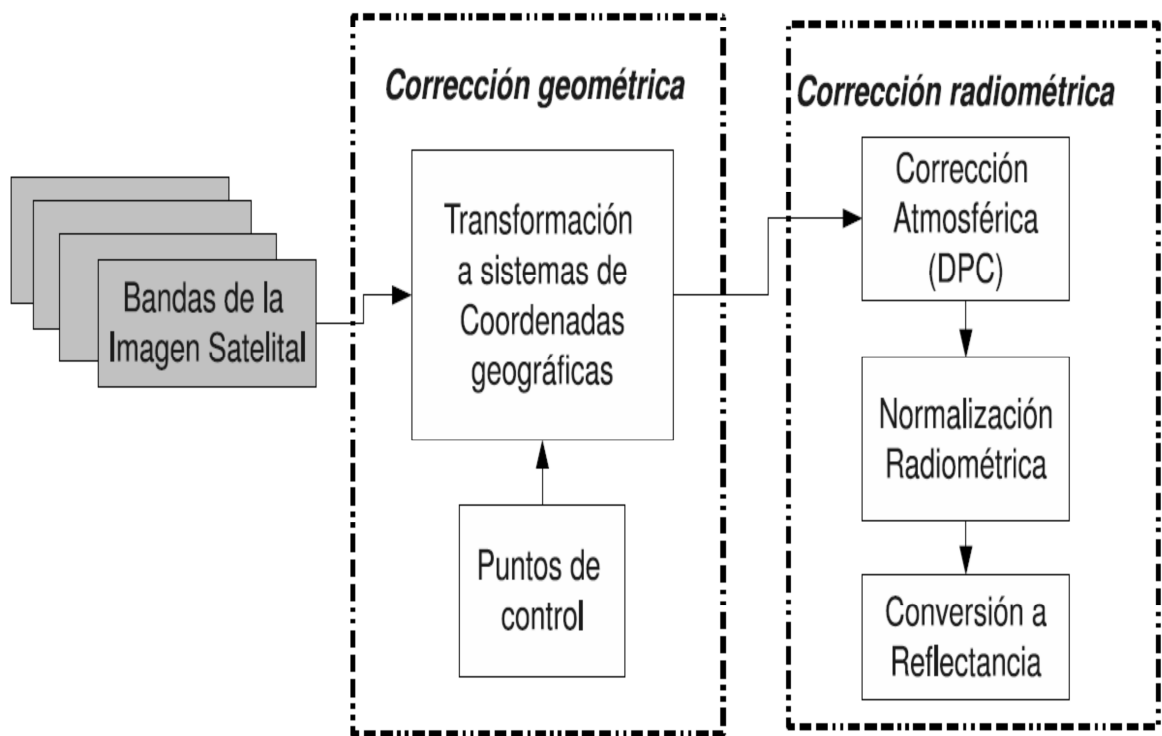 Corrección geométrica
Corrección radiométrica
Bandas de la
Imagen Satelital
Transformación
a sistemas de
Coordenadas
geográficas
Puntos de
control
Corrección
Atmosférica
(DPC)
Normalización
Radiométrica
Conversión a
Reflectancia